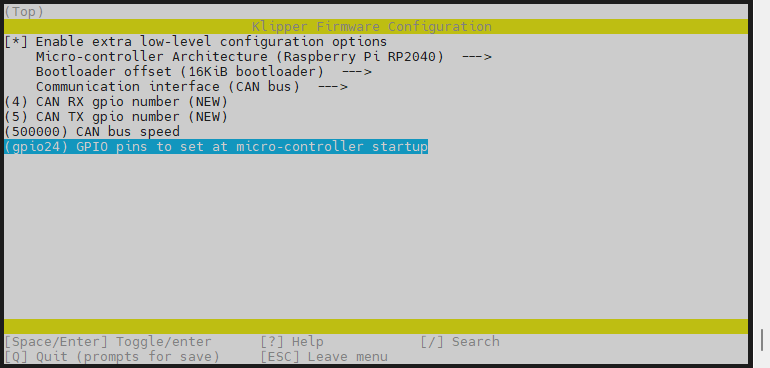 (Top)
Klipper Firmware Configuration
[*] Enable extra low-level configuration options
Micro-controller Architecture (Raspberry Pi RP2040)  --->
Bootloader offset (16KiB bootloader)  --->
Communication interface (CAN bus)  --->
(4) CAN RX gpio number (NEW)
(5) CAN TX gpio number (NEW)
(500000) CAN bus speed
(gpio24) GPIO pins to set at micro-controller startup
[Space/Enter] Toggle/enter [?] Help [/] Search
[Q] Quit (prompts for save) [ESC] Leave menu